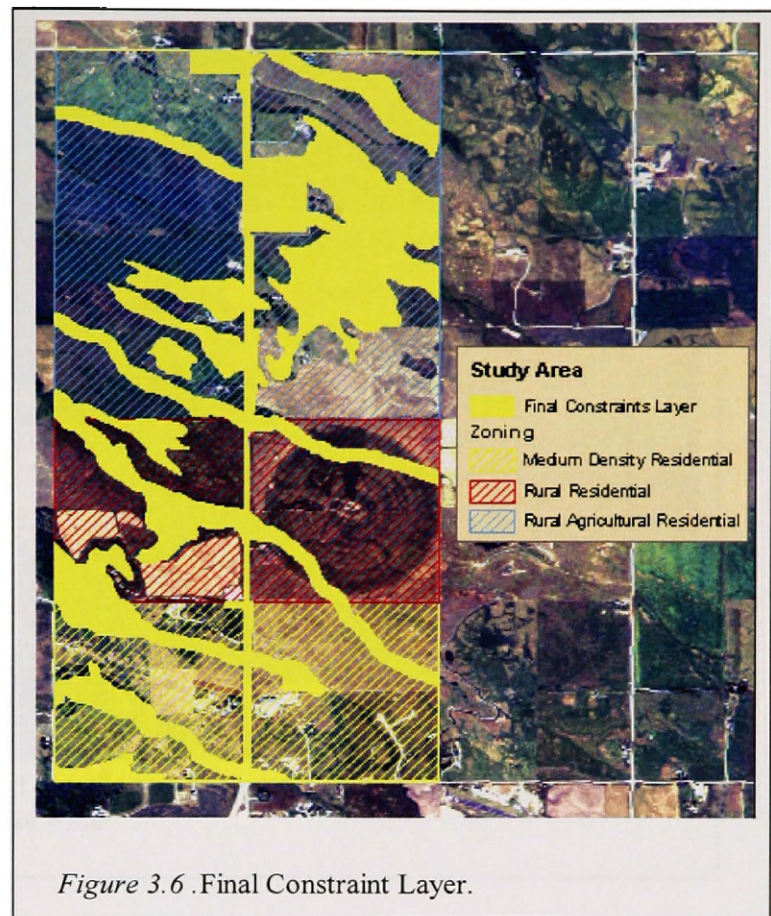 Study Area
Final Constraints Layer
Zoning
Medium Density Residential
Rural Residential
Rural Agricultural Residential
Figure 3.6 .Final Constraint Layer.